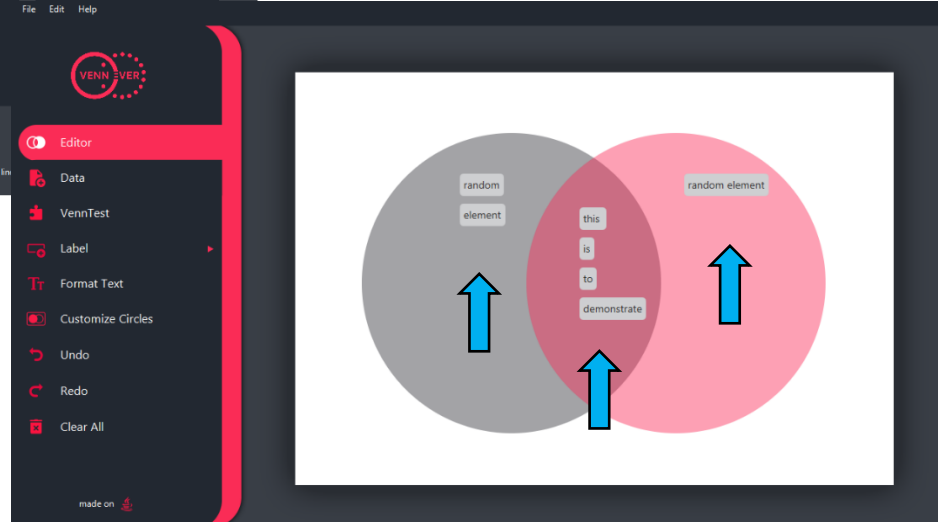 File Edit Help
VENN EVER
Editor
lin
Data
VennTest
Label
Format Text
Customize Circles
Undo
Redo
Clear All
made on
random
element
this
is
to
demonstrate
random element